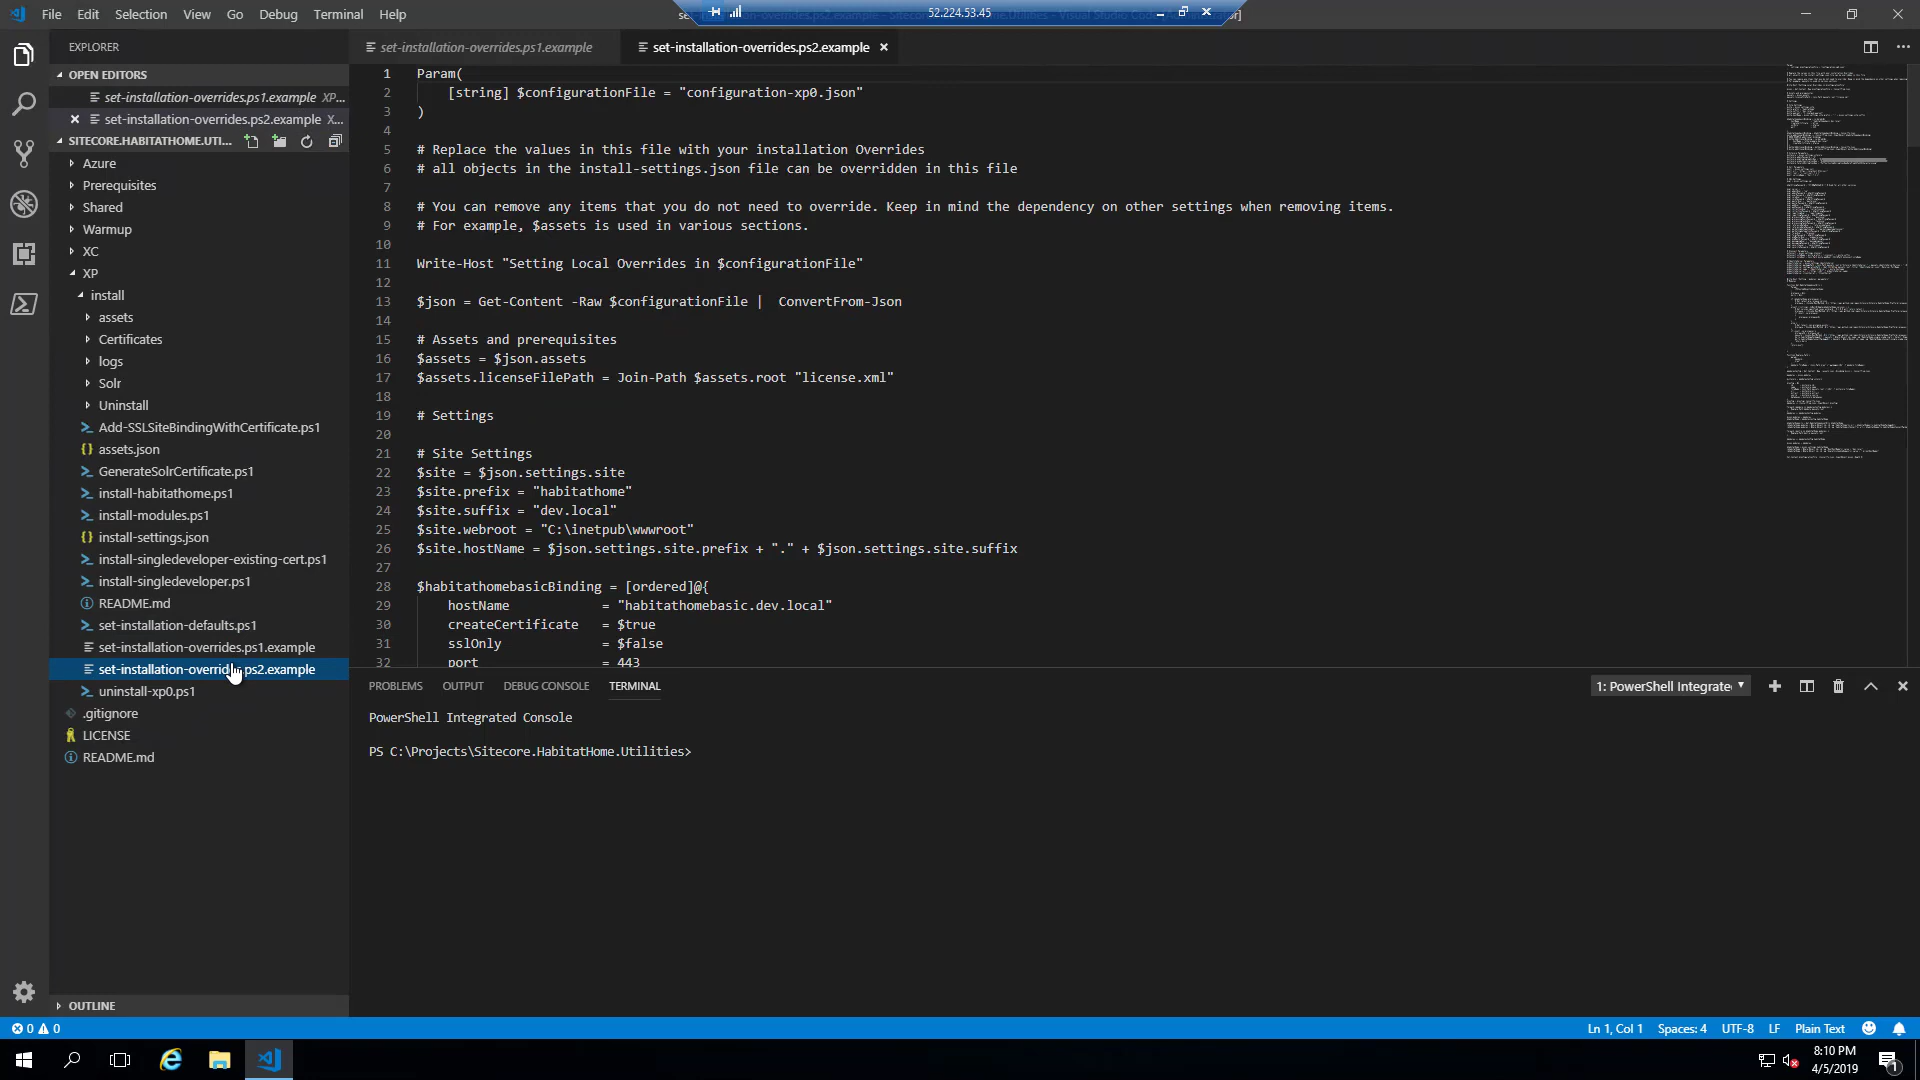 File Edit Selection View Go Debug Terminal Help
52.224.53.45
EXPLORER
OPEN EDITORS
set-installation-overrides.ps1.example XP...
set-installation-overrides.ps2.example X...
SITECORE.HABITATHOME.UTI...
Azure
Prerequisites
Shared
Warmup
XC
XP
install
assets
Certificates
logs
Solr
Uninstall
Add-SSLSiteBindingWithCertificate.ps1
assets.json
GenerateSolrCertificate.ps1
install-habitathome.ps1
install-modules.ps1
install-settings.json
install-singledeveloper-existing-cert.ps1
install-singledeveloper.ps1
README.md
set-installation-defaults.ps1
set-installation-overrides.ps1.example
set-installation-overrides.ps2.example
uninstall-xp0.ps1
.gitignore
LICENSE
README.md
OUTLINE
set-installation-overrides.ps1.example
set-installation-overrides.ps2.example
1 Param(
2 [string] $configurationFile = "configuration-xp0.json"
3 )
4
5 # Replace the values in this file with your installation Overrides
6 # all objects in the install-settings.json file can be overridden in this file
7
8 # You can remove any items that you do not need to override. Keep in mind the dependency on other settings when removing items.
9 # For example, $assets is used in various sections.
10
11 Write-Host "Setting Local Overrides in $configurationFile"
12
13 $json = Get-Content -Raw $configurationFile | ConvertFrom-Json
14
15 # Assets and prerequisites
16 $assets = $json.assets
17 $assets.licenseFilePath = Join-Path $assets.root "license.xml"
18
19 # Settings
20
21 # Site Settings
22 $site = $json.settings.site
23 $site.prefix = "habitathome"
24 $site.suffix = "dev.local"
25 $site.webroot = "C:\inetpub\wwwroot"
26 $site.hostName = $json.settings.site.prefix + "." + $json.settings.site.suffix
27
28 $habitathomebasicBinding = [ordered]@{
29 hostName = "habitathomebasic.dev.local"
30 createCertificate = $true
31 sslOnly = $false
32 port = 443
PROBLEMS OUTPUT DEBUG CONSOLE TERMINAL
1: PowerShell Integrate
PowerShell Integrated Console
PS C:\Projects\Sitecore.HabitatHome.Utilities>
0 0
Ln 1, Col 1 Spaces: 4 UTF-8 LF Plain Text
8:10 PM
4/5/2019
1